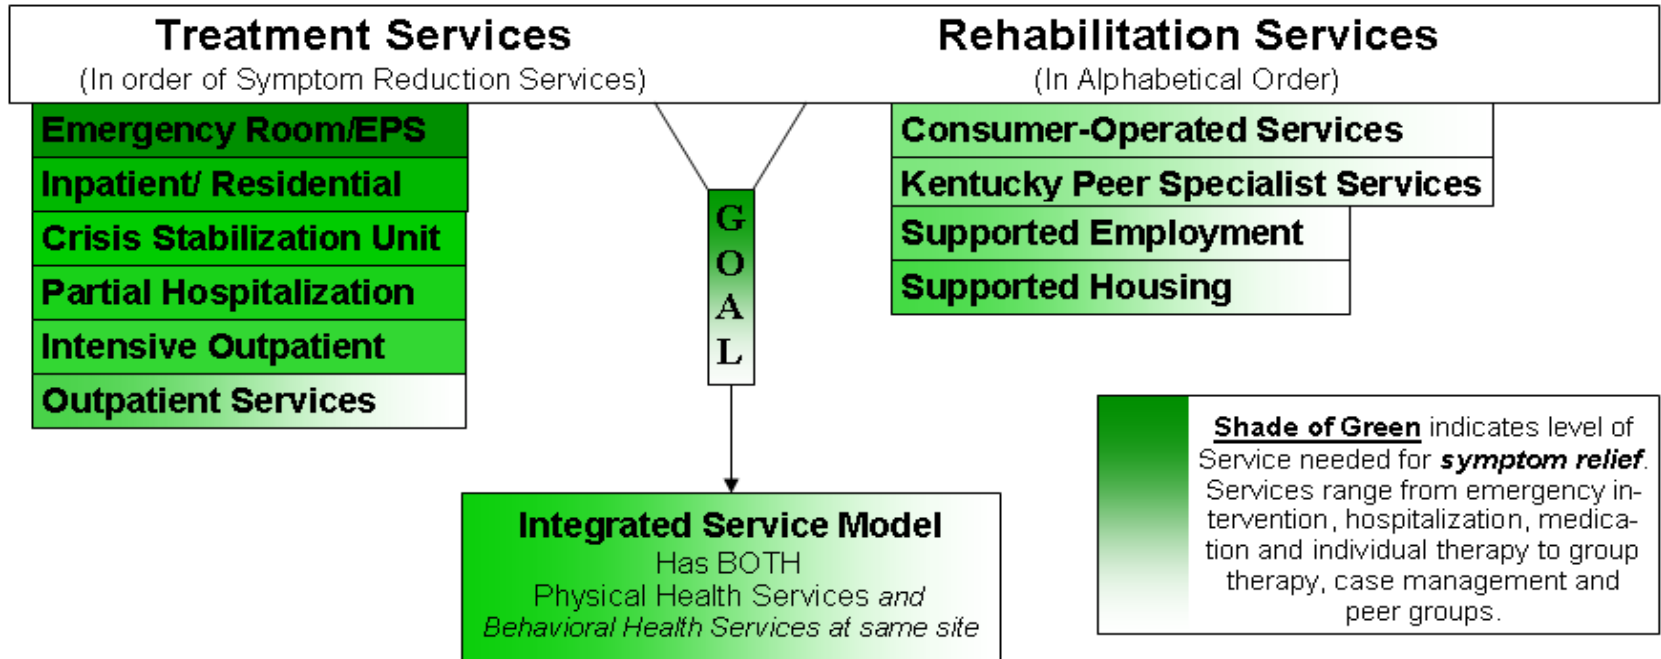 Treatment Services
(In order of Symptom Reduction Services)
Emergency Room/EPS
Inpatient/ Residential
Crisis Stabilization Unit
Partial Hospitalization
Intensive Outpatient
Outpatient Services
Rehabilitation Services
(In Alphabetical Order)
Consumer-Operated Services
Kentucky Peer Specialist Services
Supported Employment
Supported Housing
G
O
A
L
Integrated Service Model
Has BOTH
Physical Health Services and
Behavioral Health Services at same site
Shade of Green indicates level of
Service needed for symptom relief.
Services range from emergency in-
tervention, hospitalization, medica-
tion and individual therapy to group
therapy, case management and
peer groups.